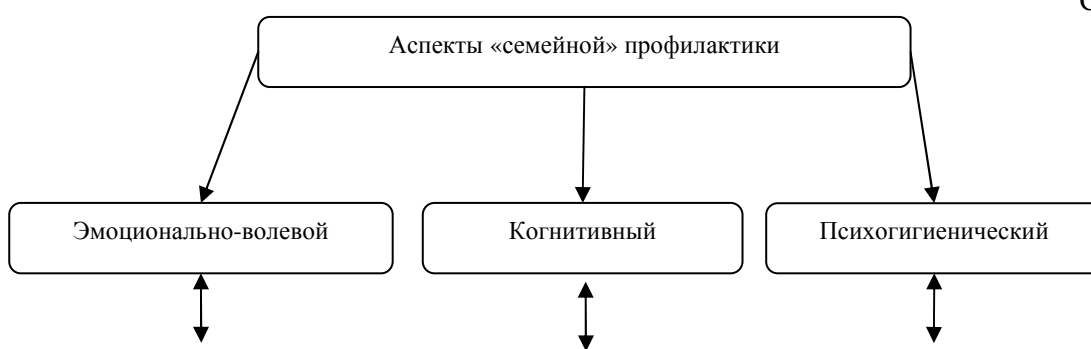 Аспекты «семейной» профилактики
Эмоционально-волевой
Когнитивный
Психогигиенический